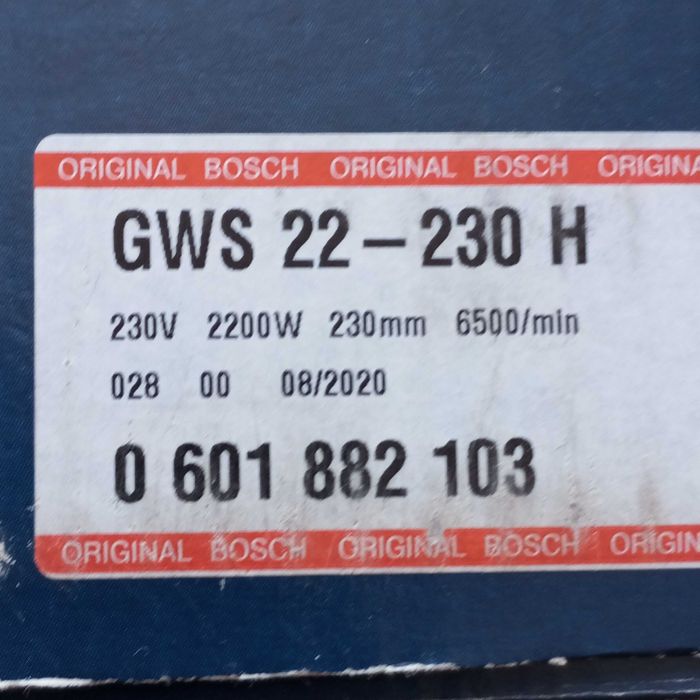 ORIGINAL BOSCH ORIGINAL BOSCH ORIGINA
GWS 22-230 H
230V 2200W 230mm 6500/min
028 00 08/2020
0 601 882 103
ORIGINAL BOSCH ORIGINAL BOSCH ORIGIN